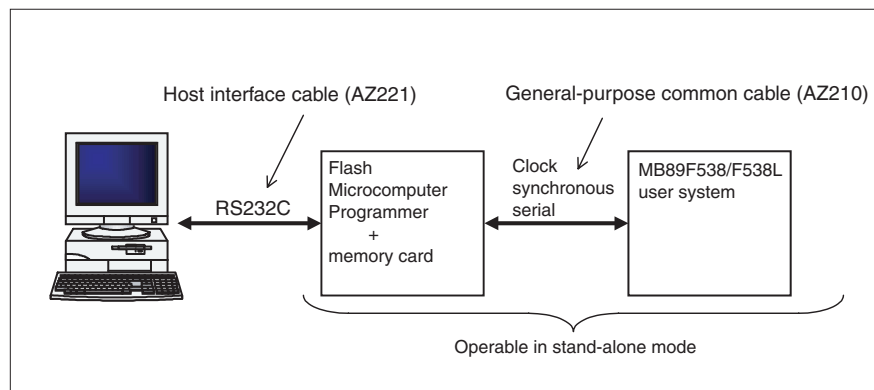 Host interface cable (AZ221)
General-purpose common cable (AZ210)
RS232C
Flash
Microcomputer
Programmer
+
memory card
Clock
synchronous
serial
MB89F538/F538L
user system
Operable in stand-alone mode